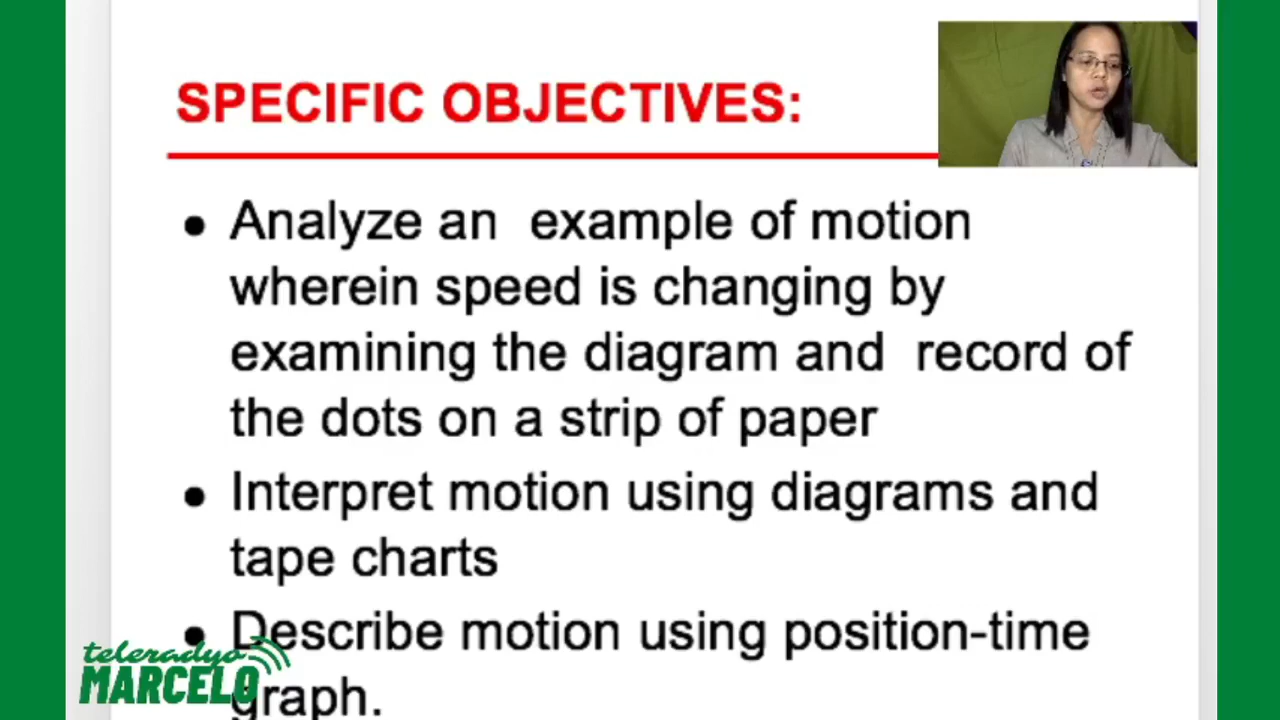 SPECIFIC OBJECTIVES:
• Analyze an example of motion
wherein speed is changing by
examining the diagram and record of
the dots on a strip of paper
• Interpret motion using diagrams and
tape charts
• Describe motion using position-time
graph.
teleradyo
MARCELO